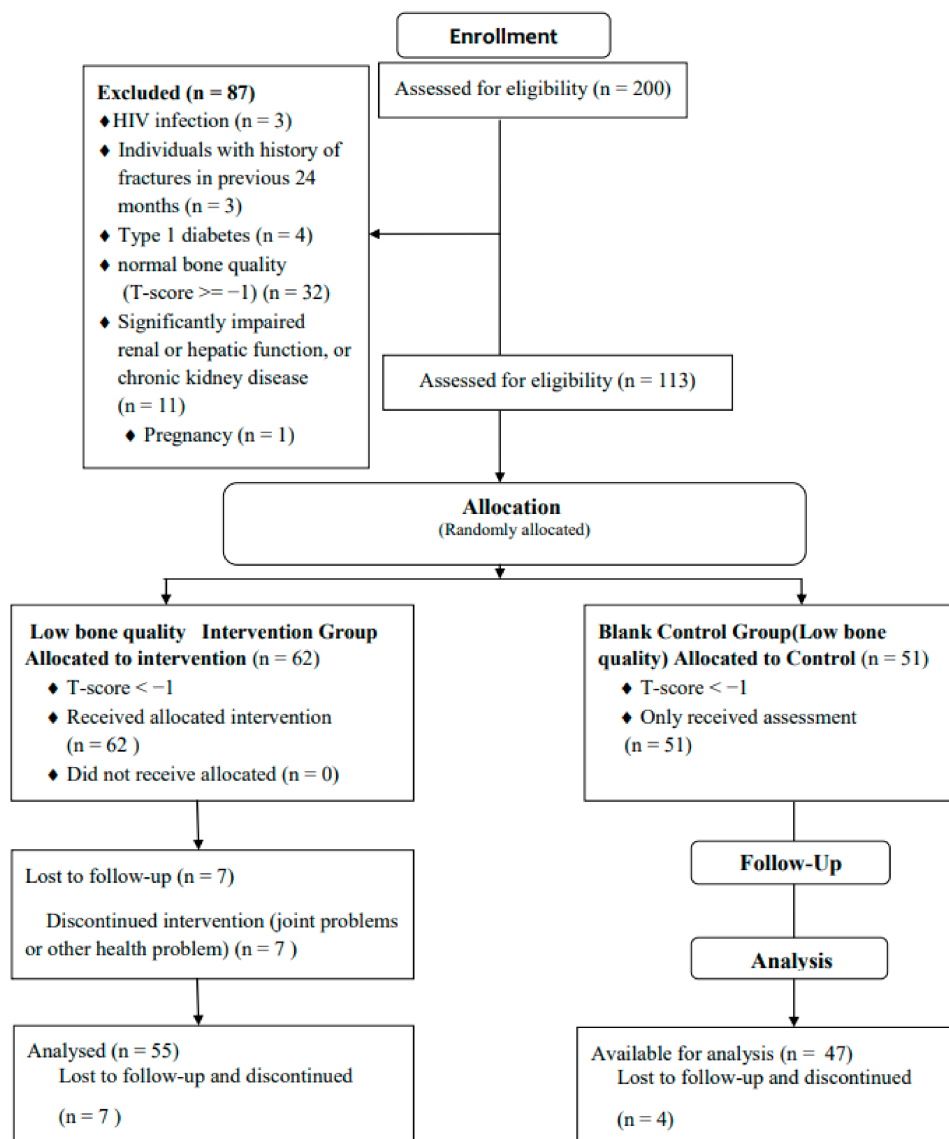 Enrollment
Assessed for eligibility (n = 200)
Excluded (n = 87)
♦HIV infection (n = 3)
♦ Individuals with history of
fractures in previous 24
months (n = 3)
♦ Type 1 diabetes (n = 4)
♦ normal bone quality
(T-score >= −1) (n = 32)
♦ Significantly impaired
renal or hepatic function, or
chronic kidney disease
(n = 11)
♦ Pregnancy (n = 1)
Assessed for eligibility (n = 113)
Allocation
(Randomly allocated)
Low bone quality Intervention Group
Allocated to intervention (n = 62)
♦ T-score < −1
♦ Received allocated intervention
(n = 62 )
♦ Did not receive allocated (n = 0)
Blank Control Group(Low bone
quality) Allocated to Control (n = 51)
♦ T-score < −1
♦ Only received assessment
(n = 51)
Lost to follow-up (n = 7)
Discontinued intervention (joint problems
or other health problem) (n = 7 )
Follow-Up
Analysis
Analysed (n = 55)
Lost to follow-up and discontinued
(n = 7 )
Available for analysis (n = 47)
Lost to follow-up and discontinued
(n = 4)